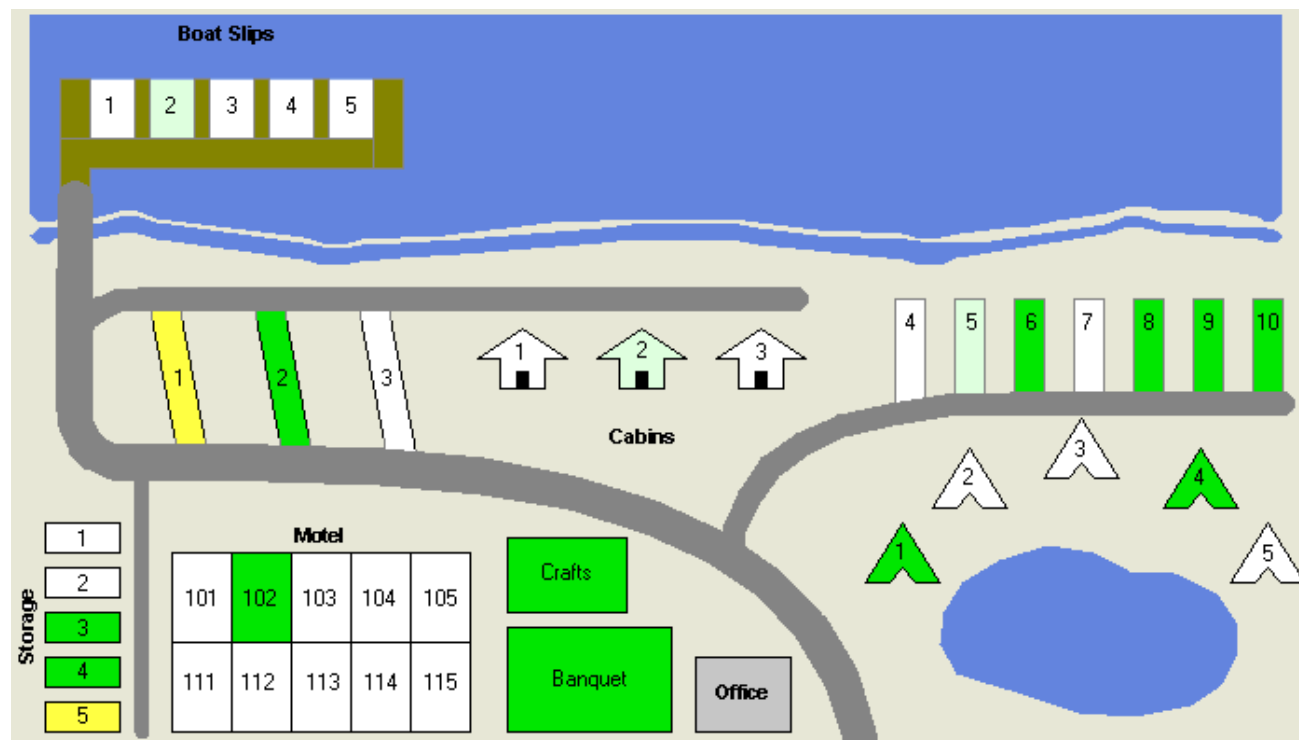 Boat Slips
1 2 3 4 5
1 2 3
1 2 3
Cabins
4 5 6 7 8 9 10
1 2 3 4 5
Storage
1
2
3
4
5
Motel
101 102 103 104 105
111 112 113 114 115
Crafts
Banquet
Office